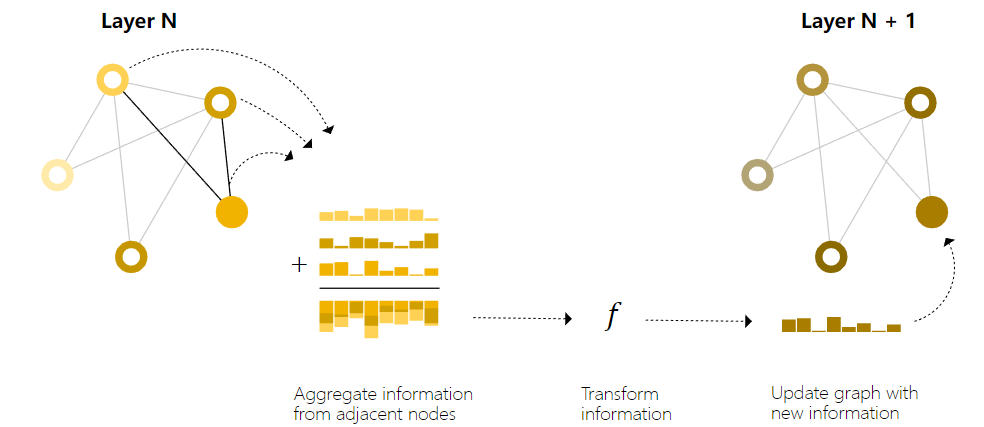 Layer N
Layer N + 1
+
f
Aggregate information
from adjacent nodes
Transform
information
Update graph with
new information